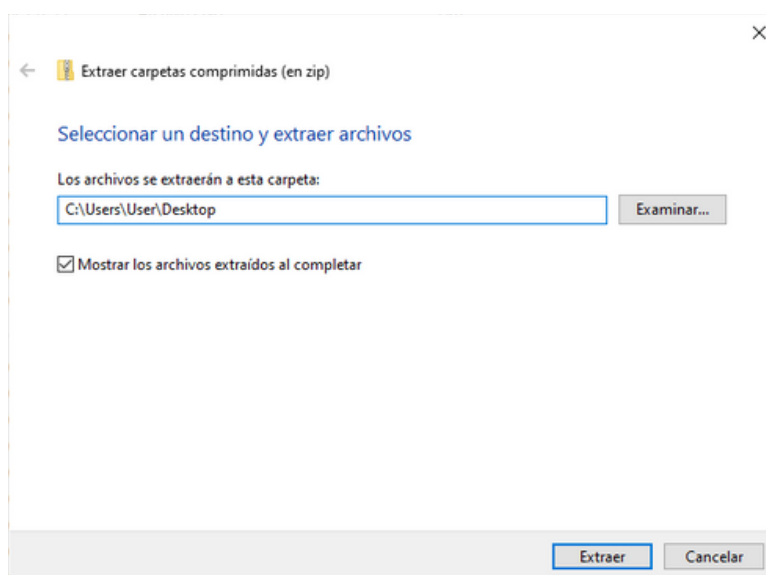 Extraer carpetas comprimidas (en zip)
Seleccionar un destino y extraer archivos
Los archivos se extraerán a esta carpeta:
C:\Users\User\Desktop
Examinar...
Mostrar los archivos extraídos al completar
Extraer
Cancelar